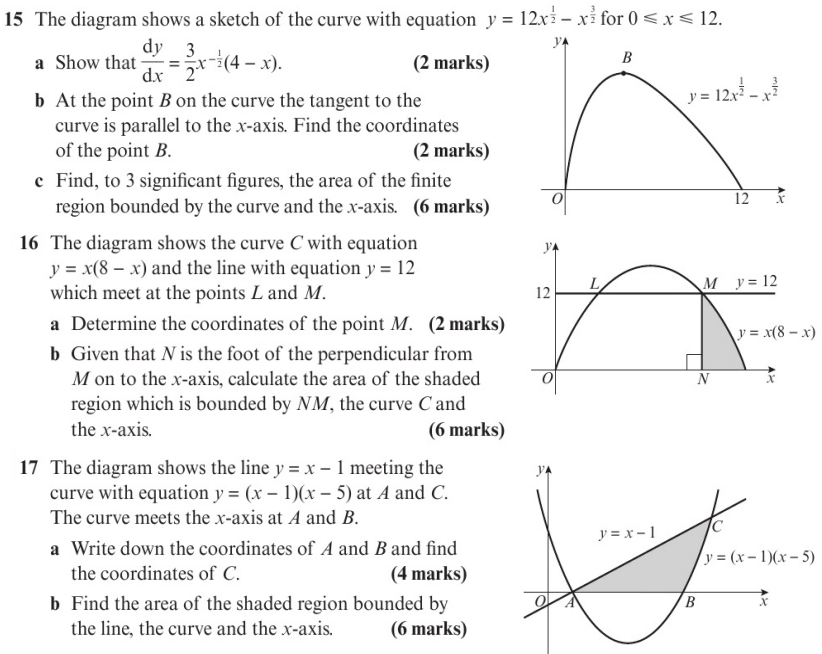 15 The diagram shows a sketch of the curve with equation y = 12x^{1/2} − x^{3/2} for 0 ⩽ x ⩽ 12.
a Show that dy/dx = 3/2 x^{−1/2}(4 − x). (2 marks)
b At the point B on the curve the tangent to the
curve is parallel to the x-axis. Find the coordinates
of the point B. (2 marks)
c Find, to 3 significant figures, the area of the finite
region bounded by the curve and the x-axis. (6 marks)
y
B
y = 12x^{1/2} − x^{3/2}
O
12
x
16 The diagram shows the curve C with equation
y = x(8 − x) and the line with equation y = 12
which meet at the points L and M.
a Determine the coordinates of the point M. (2 marks)
b Given that N is the foot of the perpendicular from
M on to the x-axis, calculate the area of the shaded
region which is bounded by NM, the curve C and
the x-axis. (6 marks)
y
12
L
M
y = 12
y = x(8 − x)
O
N
x
17 The diagram shows the line y = x − 1 meeting the
curve with equation y = (x − 1)(x − 5) at A and C.
The curve meets the x-axis at A and B.
a Write down the coordinates of A and B and find
the coordinates of C. (4 marks)
b Find the area of the shaded region bounded by
the line, the curve and the x-axis. (6 marks)
y
y = x − 1
C
y = (x − 1)(x − 5)
O
A
B
x